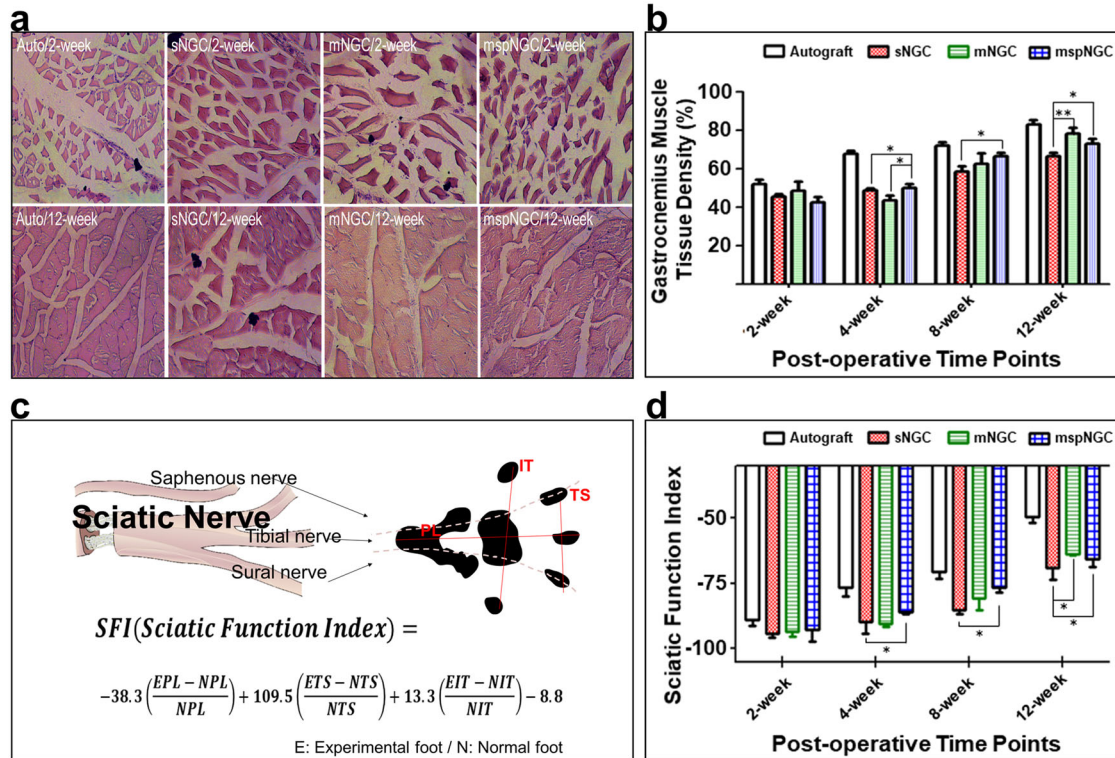 a
Auto/2-week
sNGC/2-week
mNGC/2-week
mspNGC/2-week
Auto/12-week
sNGC/12-week
mNGC/12-week
mspNGC/12-week
b
Autograft sNGC mNGC mspNGC
Gastrocnemius Muscle
Tissue Density (%)
100
80
60
40
20
*
*
*
*
**
'2-week
4-week
8-week
12-week
Post-operative Time Points
c
Saphenous nerve
Sciatic Nerve
Tibial nerve
Sural nerve
IT
TS
PL
SFI(Sciatic Function Index) =
−38.3 (EPL − NPL / NPL) + 109.5 (ETS − NTS / NTS) + 13.3 (EIT − NIT / NIT) − 8.8
E: Experimental foot / N: Normal foot
d
Autograft sNGC mNGC mspNGC
Sciatic Function Index
-50
-75
-100
*
*
*
*
2-week
4-week
8-week
12-week
Post-operative Time Points